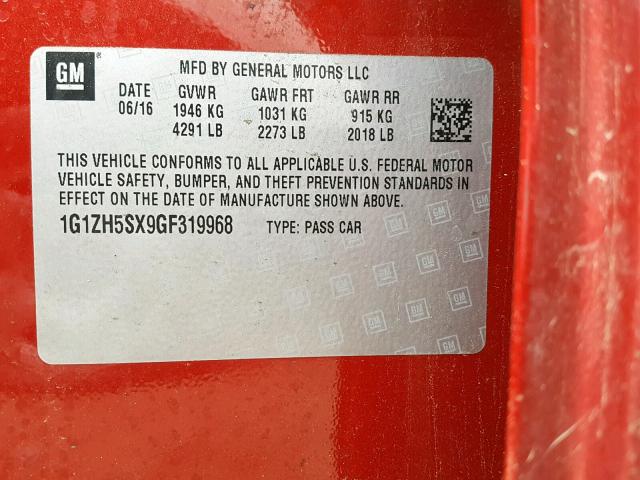 GM
MFD BY GENERAL MOTORS LLC
DATE GVWR GAWR FRT GAWR RR
06/16 1946 KG 1031 KG 915 KG
4291 LB 2273 LB 2018 LB
THIS VEHICLE CONFORMS TO ALL APPLICABLE U.S. FEDERAL MOTOR
VEHICLE SAFETY, BUMPER, AND THEFT PREVENTION STANDARDS IN
EFFECT ON THE DATE OF MANUFACTURE SHOWN ABOVE.
1G1ZH5SX9GF319968 TYPE: PASS CAR